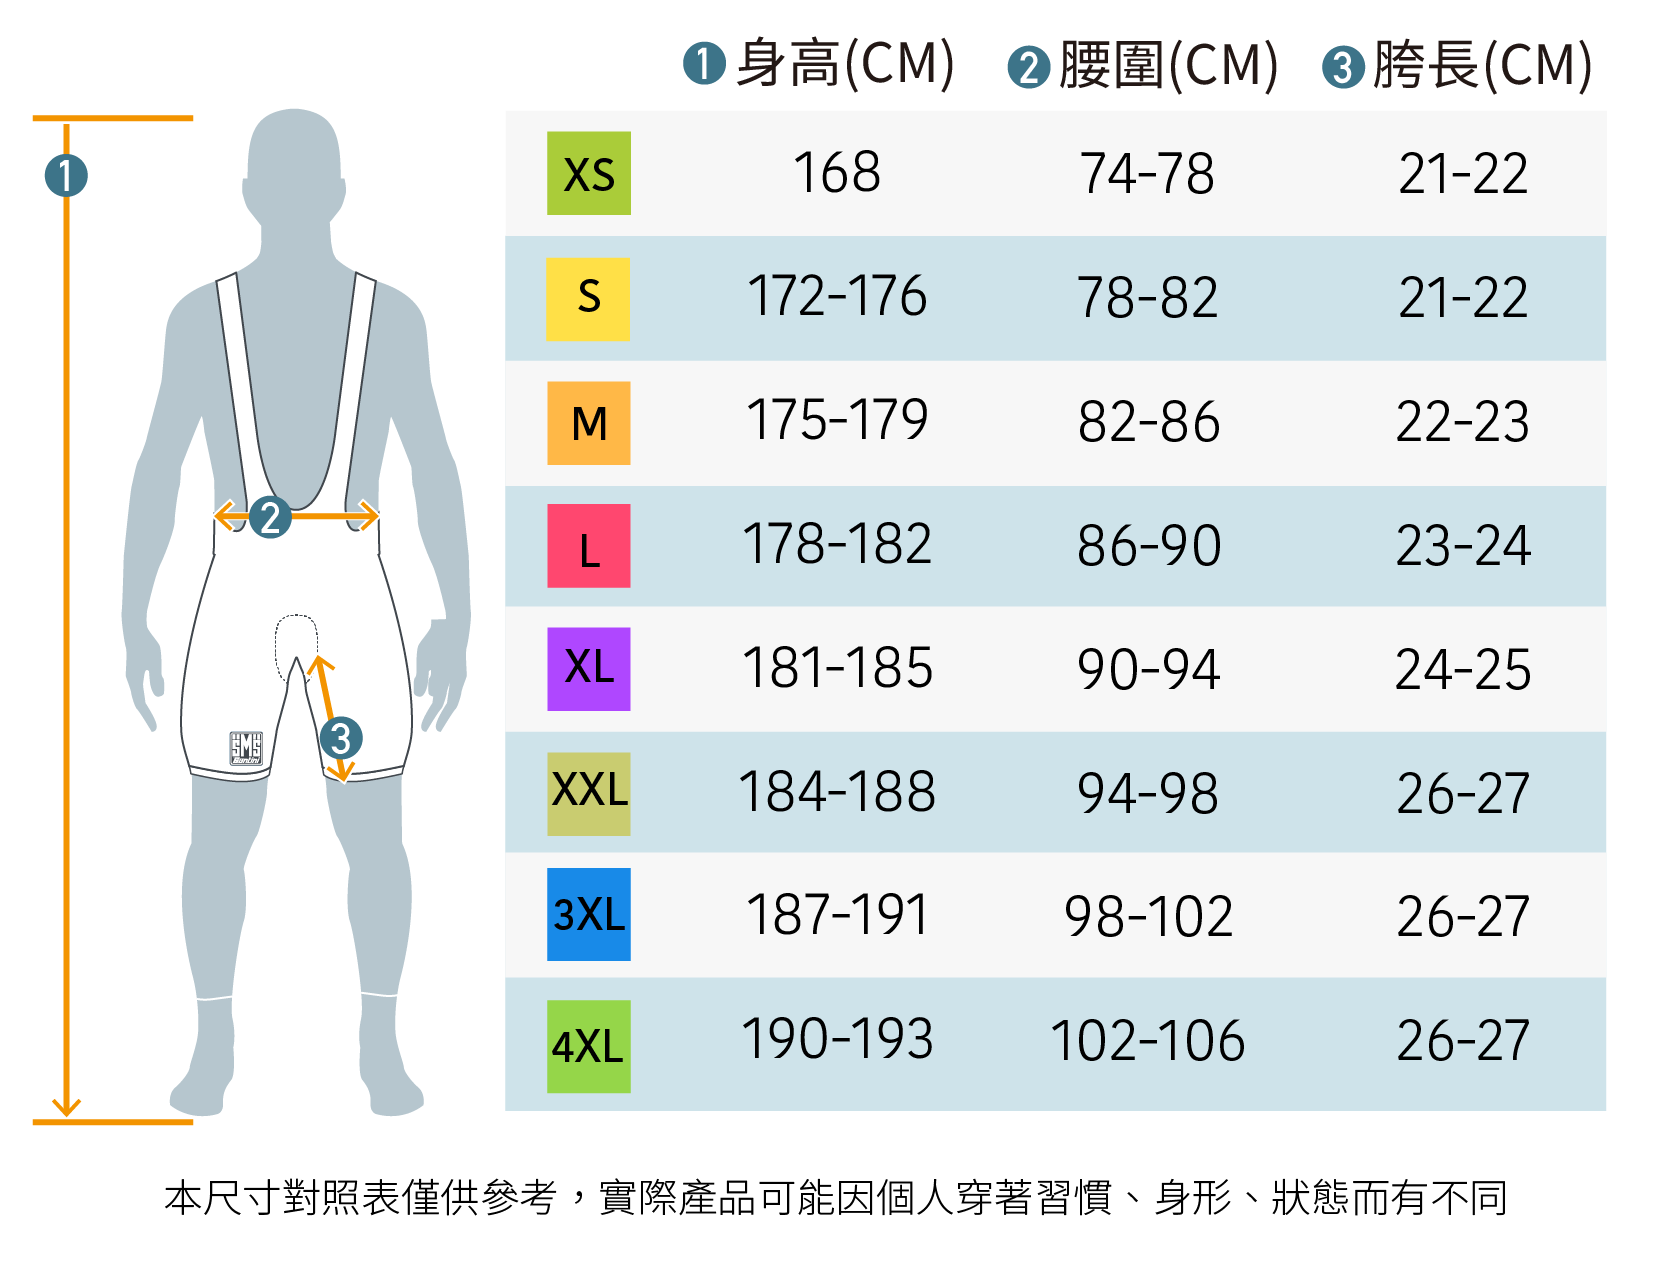 1 身高(CM) 2 腰圍(CM) 3 胯長(CM)
1
XS 168 74-78 21-22
S 172-176 78-82 21-22
M 175-179 82-86 22-23
2
L 178-182 86-90 23-24
XL 181-185 90-94 24-25
3
SMS
Santini
XXL 184-188 94-98 26-27
3XL 187-191 98-102 26-27
4XL 190-193 102-106 26-27
本尺寸對照表僅供參考，實際產品可能因個人穿著習慣、身形、狀態而有不同